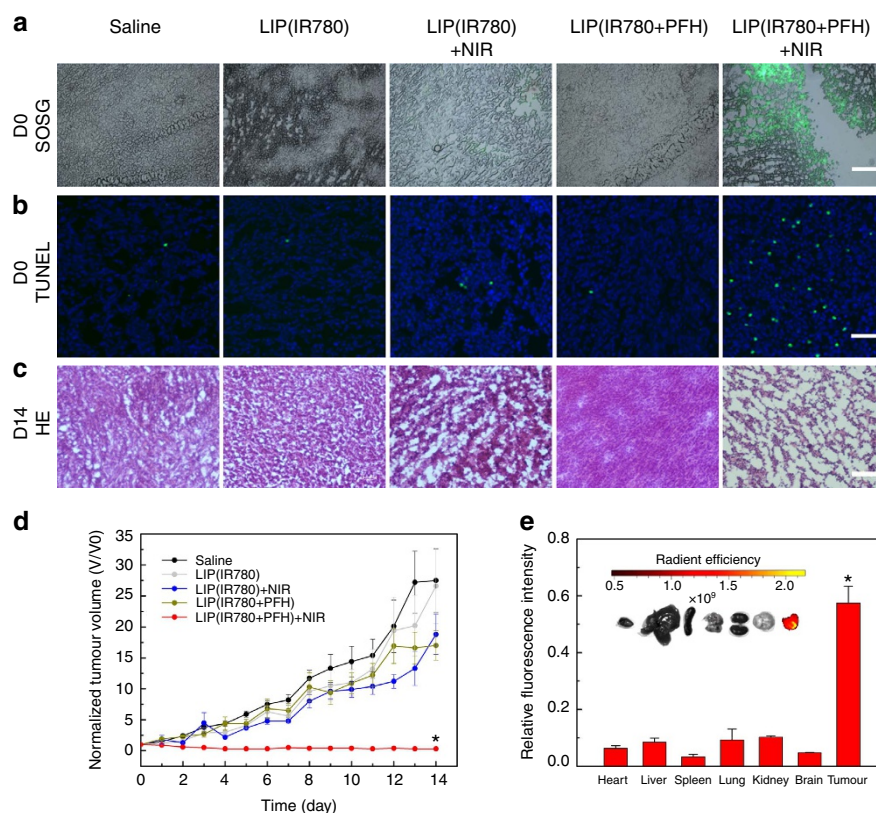 a
Saline
LIP(IR780)
LIP(IR780)
+NIR
LIP(IR780+PFH)
LIP(IR780+PFH)
+NIR
D0
SOSG
b
D0
TUNEL
c
D14
HE
d
Normalized tumour volume (V/V0)
35
30
25
20
15
10
5
0
Saline
LIP(IR780)
LIP(IR780)+NIR
LIP(IR780+PFH)
LIP(IR780+PFH)+NIR
*
0 2 4 6 8 10 12 14
Time (day)
e
Relative fluorescence intensity
0.8
0.6
0.4
0.2
0.0
Radient efficiency
0.5 1.0 1.5 2.0
×10⁹
*
Heart Liver Spleen Lung Kidney Brain Tumour